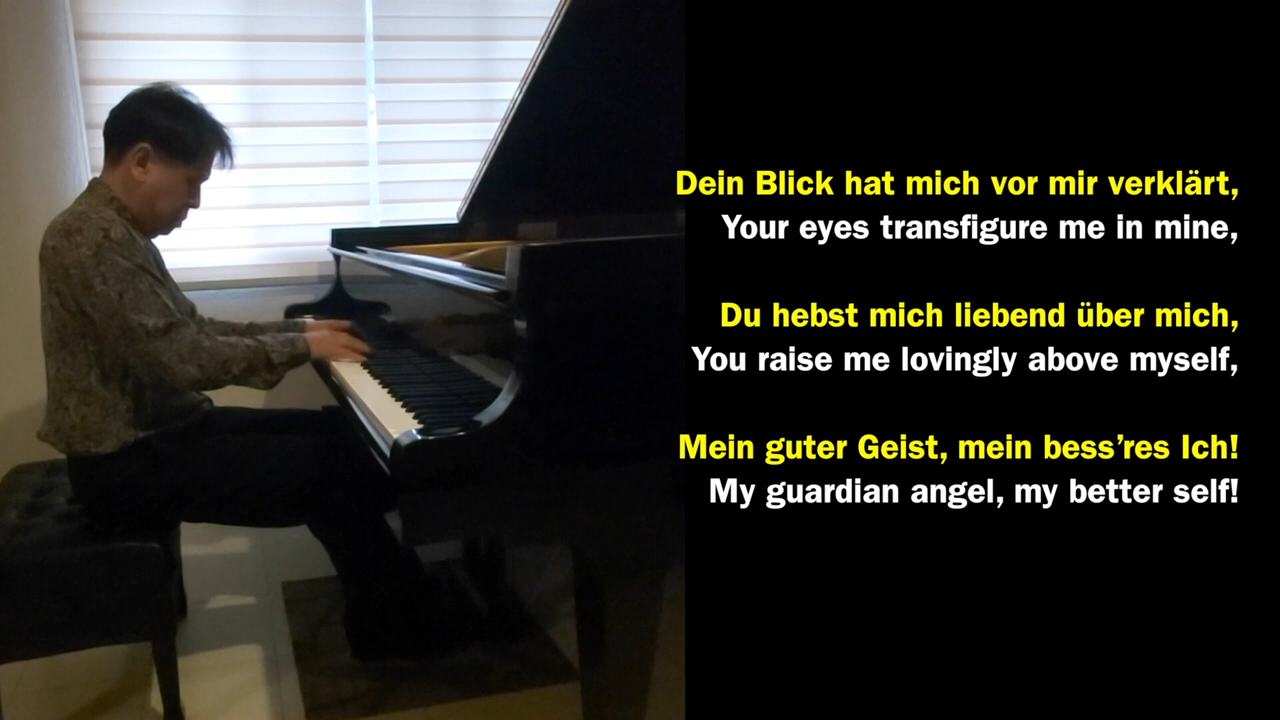 Dein Blick hat mich vor mir verklärt,
Your eyes transfigure me in mine,
Du hebst mich liebend über mich,
You raise me lovingly above myself,
Mein guter Geist, mein bess’res Ich!
My guardian angel, my better self!